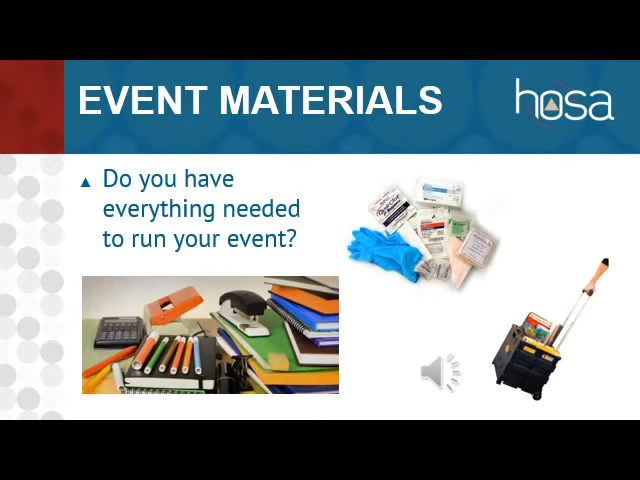 EVENT MATERIALS
hosa
▲ Do you have
everything needed
to run your event?